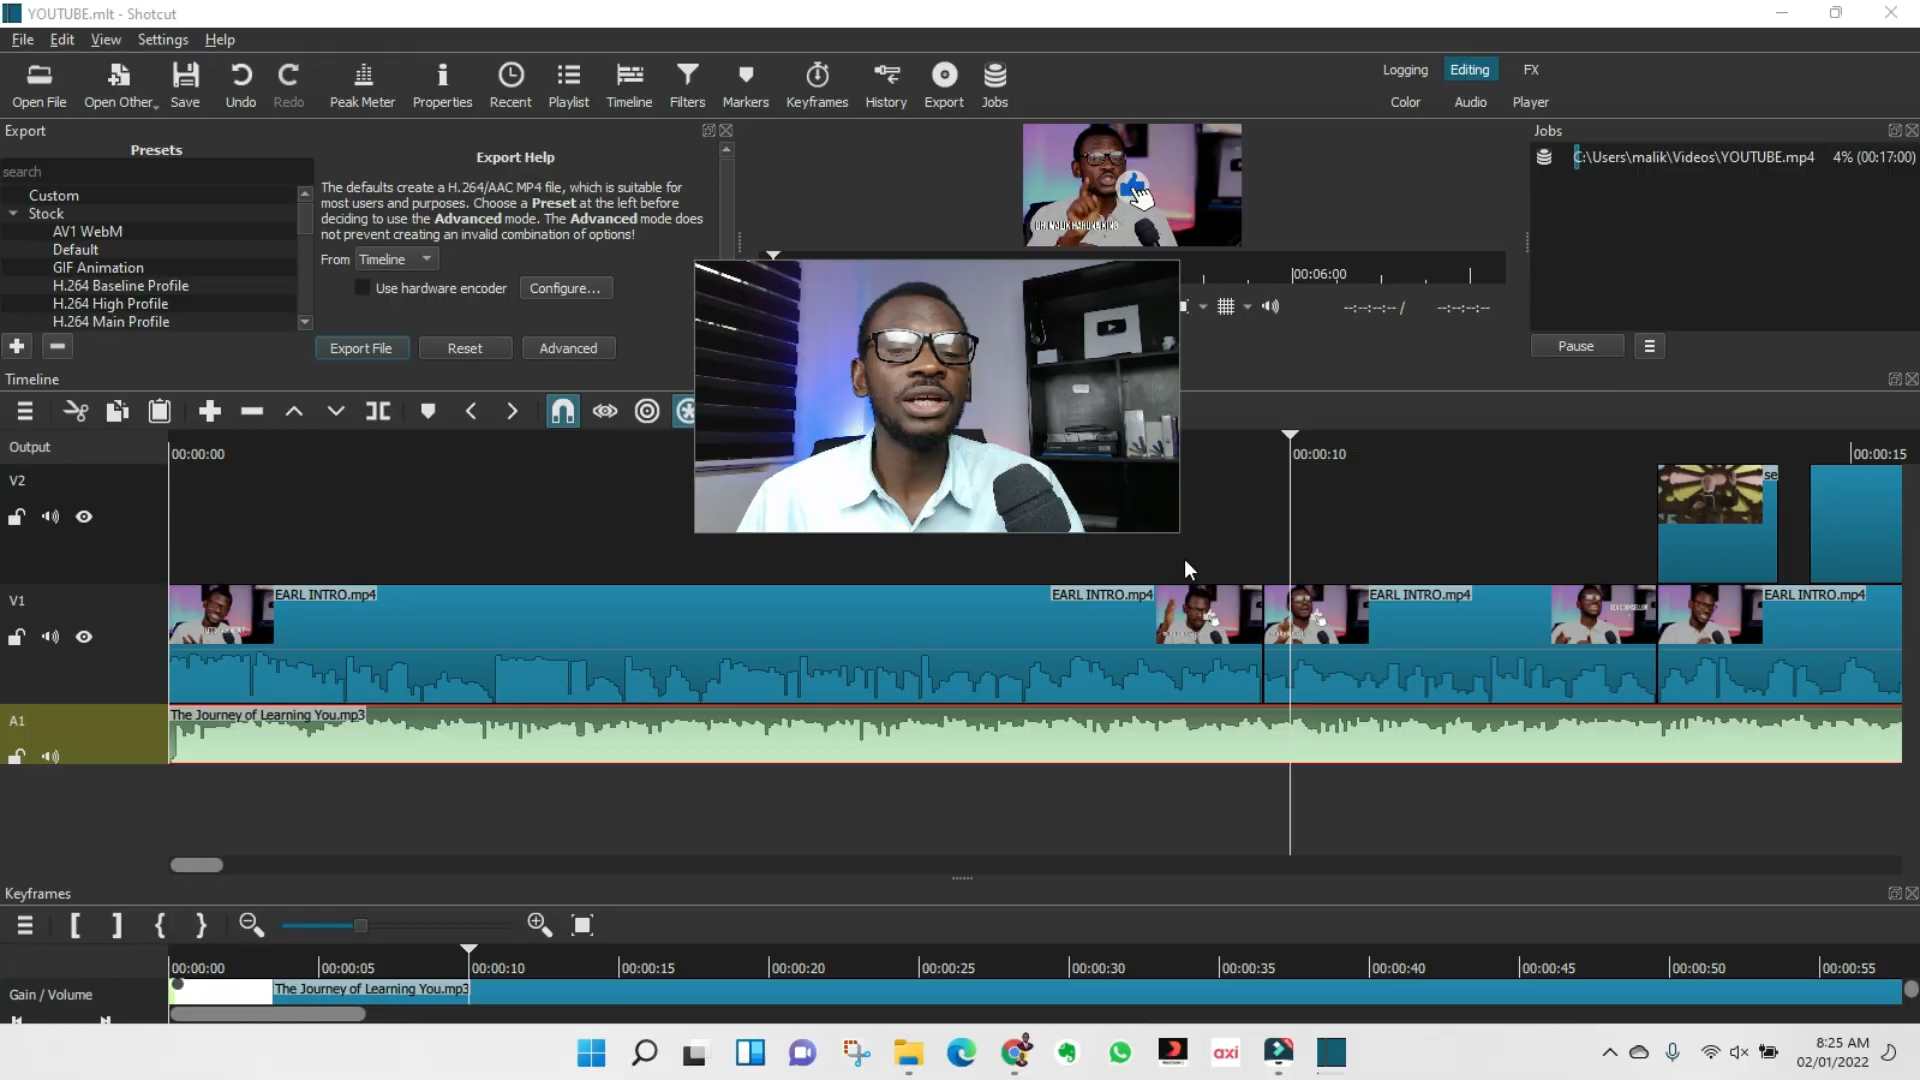 YOUTUBE.mlt - Shotcut
File Edit View Settings Help
Open File Open Other Save Undo Redo Peak Meter Properties Recent Playlist Timeline Filters Markers Keyframes History Export Jobs
Logging Editing FX
Color Audio Player
Export
Presets
search
Custom
Stock
AV1 WebM
Default
GIF Animation
H.264 Baseline Profile
H.264 High Profile
H.264 Main Profile
Export Help
The defaults create a H.264/AAC MP4 file, which is suitable for
most users and purposes. Choose a Preset at the left before
deciding to use the Advanced mode. The Advanced mode does
not prevent creating an invalid combination of options!
From Timeline
Use hardware encoder Configure...
Export File Reset Advanced
DR. MALIK HARUNA KING
00:06:00
--:--:--:-- / --:--:--:--
Jobs
C:\Users\malik\Videos\YOUTUBE.mp4 4% (00:17:00)
Pause
Timeline
Output
00:00:00 00:00:10 00:00:15
V2
se
V1
EARL INTRO.mp4 EARL INTRO.mp4 EARL INTRO.mp4 EARL INTRO.mp4
A1
The Journey of Learning You.mp3
Keyframes
00:00:00 00:00:05 00:00:10 00:00:15 00:00:20 00:00:25 00:00:30 00:00:35 00:00:40 00:00:45 00:00:50 00:00:55
Gain / Volume
The Journey of Learning You.mp3
axi
8:25 AM
02/01/2022